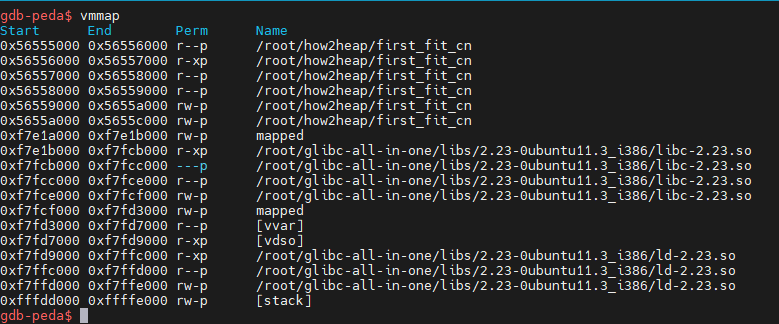 gdb-peda$ vmmap
Start      End        Perm      Name
0x56555000 0x56556000 r--p      /root/how2heap/first_fit_cn
0x56556000 0x56557000 r-xp      /root/how2heap/first_fit_cn
0x56557000 0x56558000 r--p      /root/how2heap/first_fit_cn
0x56558000 0x56559000 r--p      /root/how2heap/first_fit_cn
0x56559000 0x5655a000 rw-p      /root/how2heap/first_fit_cn
0x5655a000 0x5655c000 rw-p      /root/how2heap/first_fit_cn
0xf7e1a000 0xf7e1b000 rw-p      mapped
0xf7e1b000 0xf7fcb000 r-xp      /root/glibc-all-in-one/libs/2.23-0ubuntu11.3_i386/libc-2.23.so
0xf7fcb000 0xf7fcc000 ---p      /root/glibc-all-in-one/libs/2.23-0ubuntu11.3_i386/libc-2.23.so
0xf7fcc000 0xf7fce000 r--p      /root/glibc-all-in-one/libs/2.23-0ubuntu11.3_i386/libc-2.23.so
0xf7fce000 0xf7fcf000 rw-p      /root/glibc-all-in-one/libs/2.23-0ubuntu11.3_i386/libc-2.23.so
0xf7fcf000 0xf7fd3000 rw-p      mapped
0xf7fd3000 0xf7fd7000 r--p      [vvar]
0xf7fd7000 0xf7fd9000 r-xp      [vdso]
0xf7fd9000 0xf7ffc000 r-xp      /root/glibc-all-in-one/libs/2.23-0ubuntu11.3_i386/ld-2.23.so
0xf7ffc000 0xf7ffd000 r--p      /root/glibc-all-in-one/libs/2.23-0ubuntu11.3_i386/ld-2.23.so
0xf7ffd000 0xf7ffe000 rw-p      /root/glibc-all-in-one/libs/2.23-0ubuntu11.3_i386/ld-2.23.so
0xfffdd000 0xffffe000 rw-p      [stack]
gdb-peda$